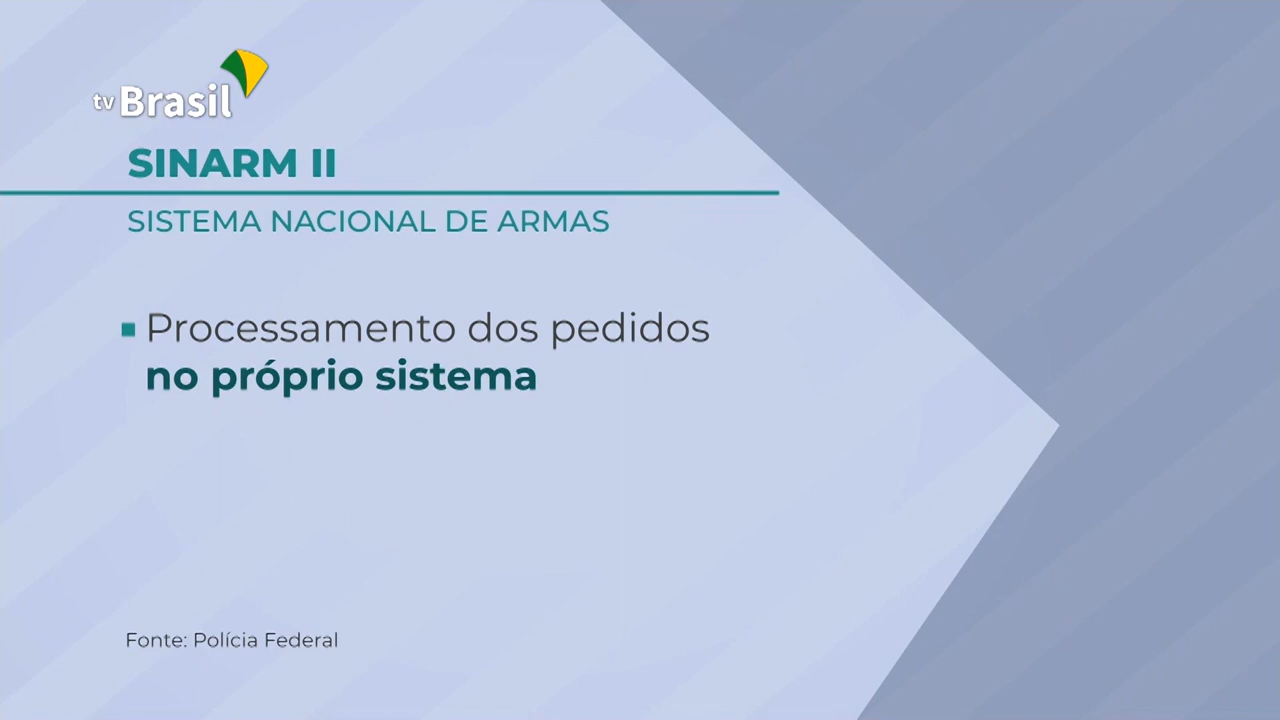 tv Brasil
SINARM II
SISTEMA NACIONAL DE ARMAS
Processamento dos pedidos
no próprio sistema
Fonte: Polícia Federal